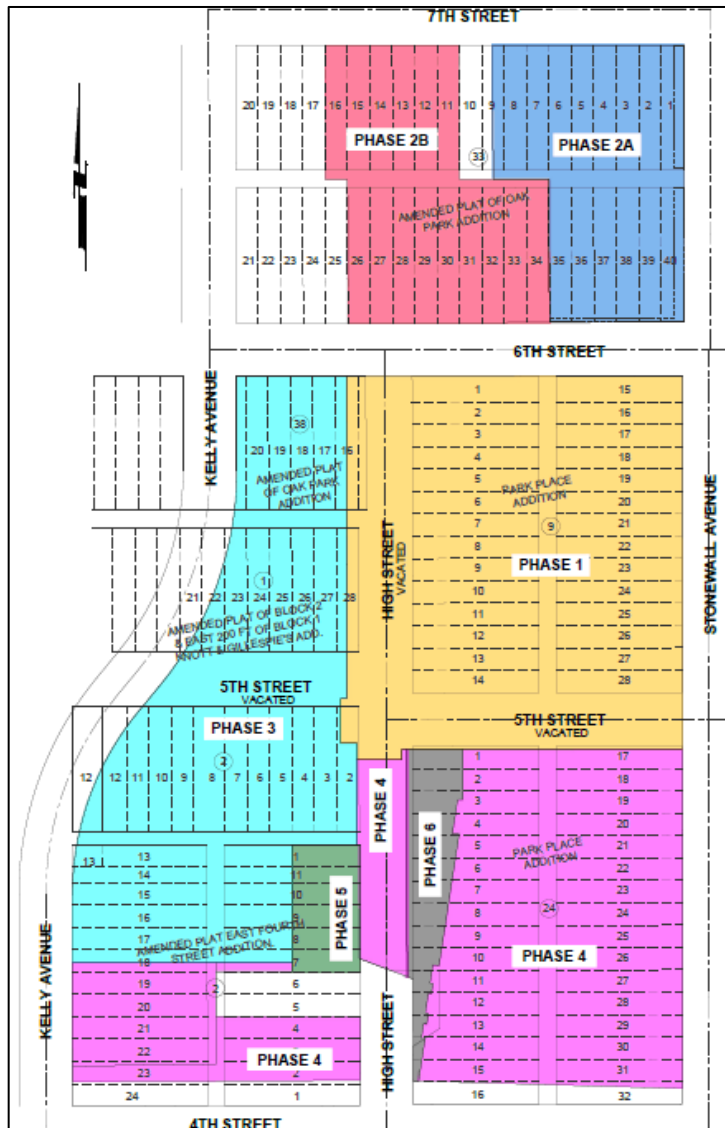 7TH STREET
20 19 18 17 16 15 14 13 12 11 10 9 8 7 6 5 4 3 2 1
PHASE 2B
PHASE 2A
33
AMENDED PLAT OF OAK
PARK ADDITION
21 22 23 24 25 26 27 28 29 30 31 32 33 34 35 36 37 38 39 40
6TH STREET
KELLY AVENUE
STONEWALL AVENUE
38
20 19 18 17 16
AMENDED PLAT
OF OAK PARK
ADDITION
1
21 22 23 24 25 26 27 28
AMENDED PLAT OF BLOCK 2
& EAST 200 FT OF BLOCK 1
KNOTT & GILLESPIE'S ADD.
5TH STREET
VACATED
PHASE 3
2
12 12 11 10 9 8 7 6 5 4 3 2
HIGH STREET
VACATED
1 15
2 16
3 17
4 18
5 19
PARK PLACE
ADDITION
6 20
7 21
9
8 22
PHASE 1
9 23
10 24
11 25
12 26
13 27
14 28
5TH STREET
VACATED
13
13 1
14 11
15 10
16 9
17 8
18 7
AMENDED PLAT EAST FOURTH
STREET ADDITION
PHASE 5
19 6
2
20 5
21 4
22
PHASE 4
23 2
24 1
KELLY AVENUE
4TH STREET
PHASE 4
HIGH STREET
PHASE 6
1 17
2 18
3 19
4 20
5 21
PARK PLACE
ADDITION
6 22
7 23
8 24
24
9 25
10 26
PHASE 4
11 27
12 28
13 29
14 30
15 31
16 32